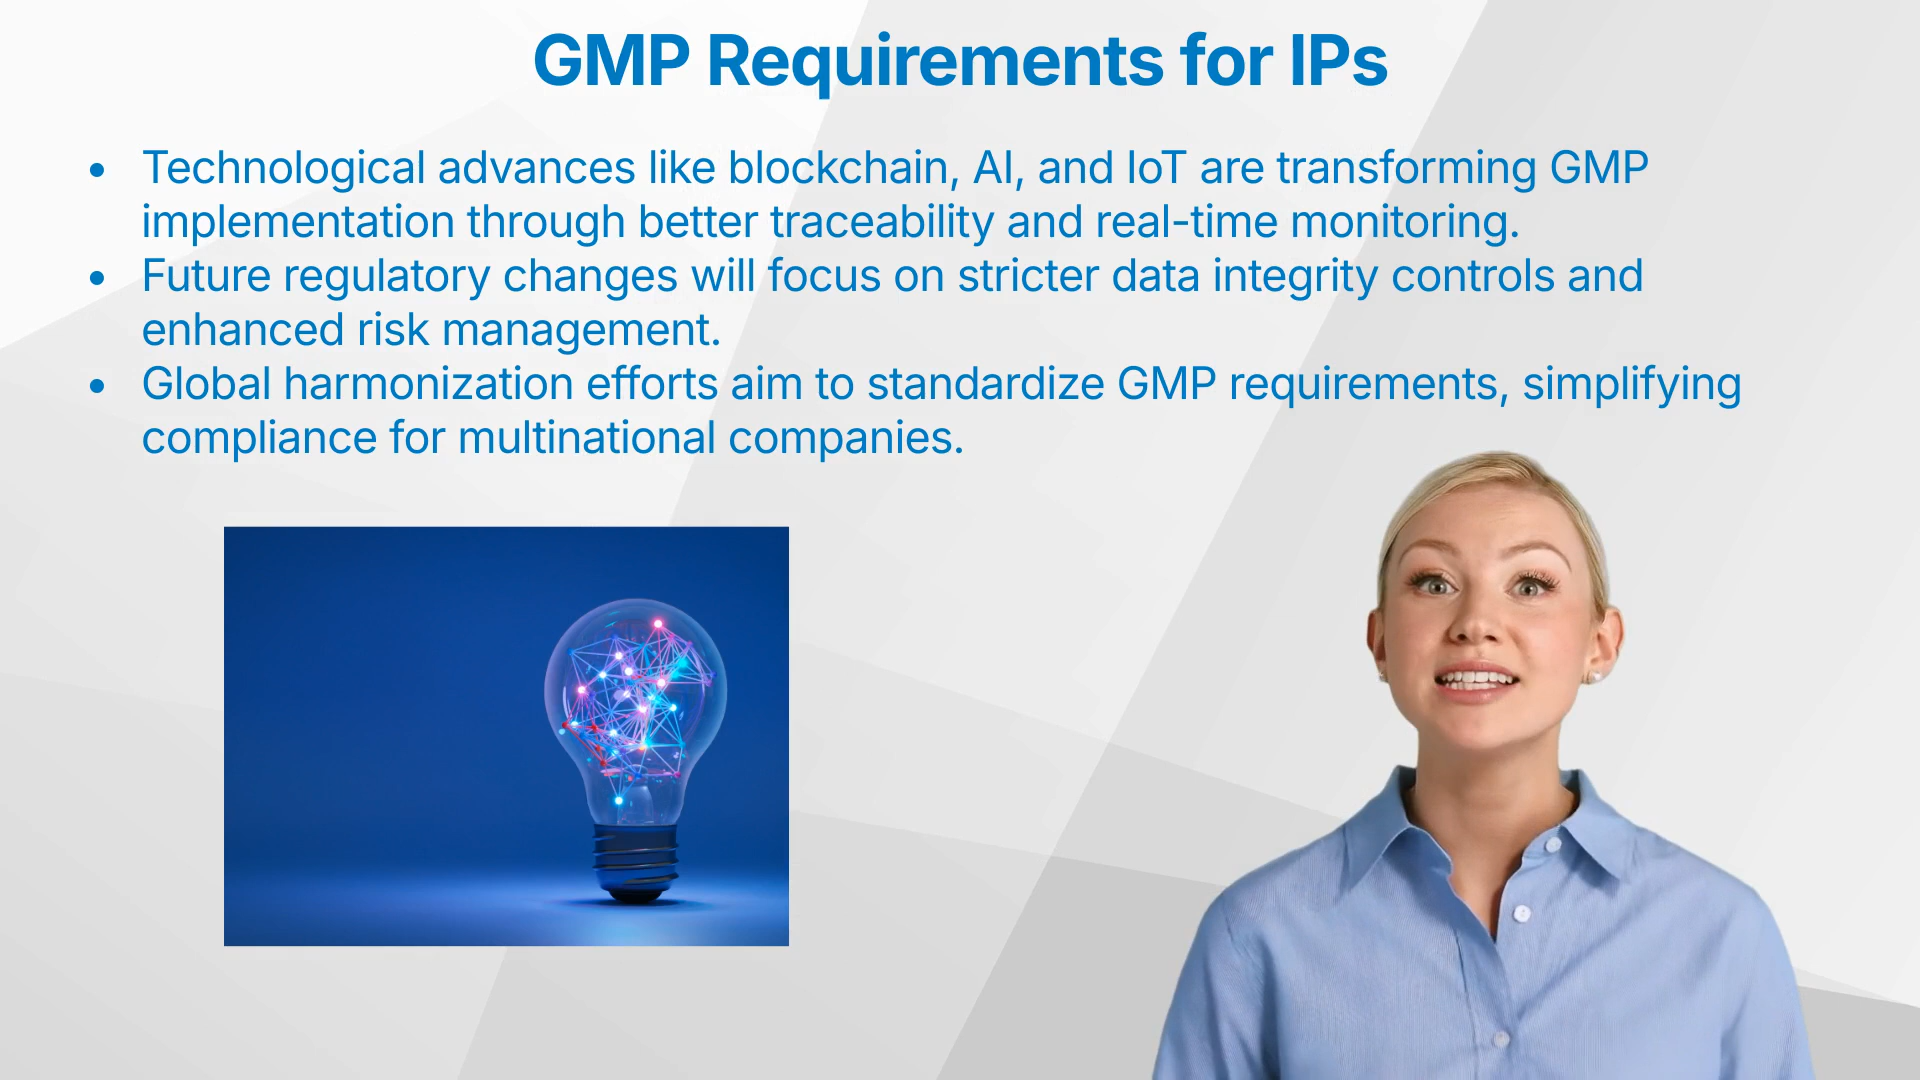 GMP Requirements for IPs
• Technological advances like blockchain, AI, and IoT are transforming GMP
implementation through better traceability and real-time monitoring.
• Future regulatory changes will focus on stricter data integrity controls and
enhanced risk management.
• Global harmonization efforts aim to standardize GMP requirements, simplifying
compliance for multinational companies.